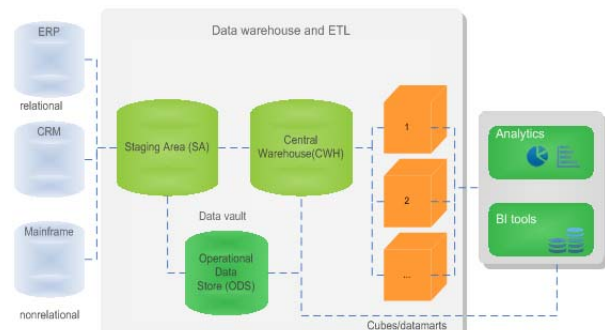 Data warehouse and ETL
ERP
relational
CRM
Mainframe
nonrelational
Staging Area (SA)
Central
Warehouse(CWH)
Data vault
Operational
Data
Store (ODS)
1
2
...
Cubes/datamarts
Analytics
BI tools